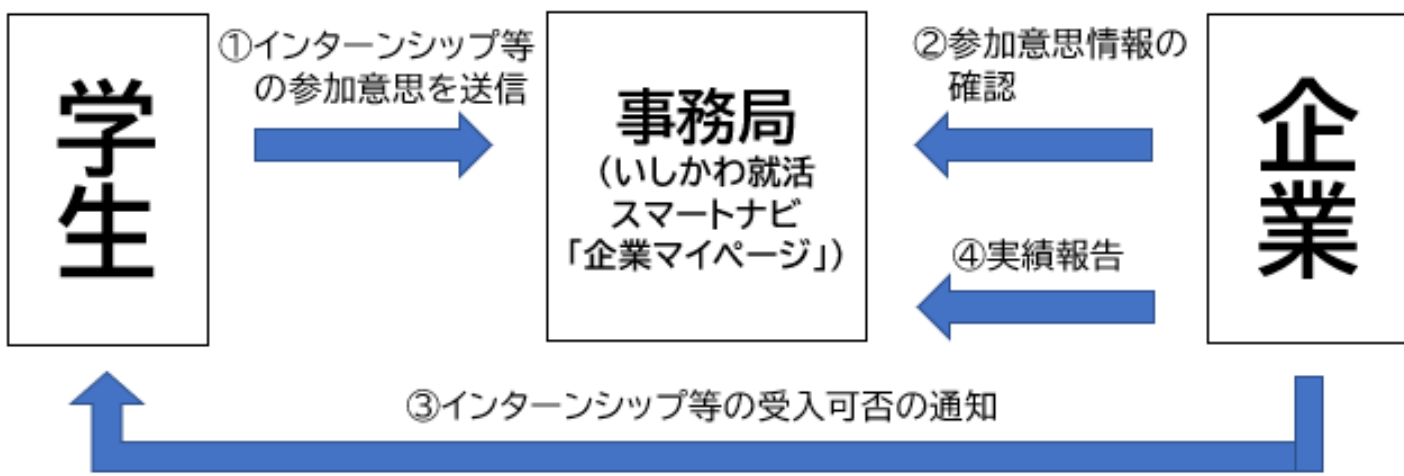 学生
①インターンシップ等
の参加意思を送信
事務局
(いしかわ就活
スマートナビ
「企業マイページ」)
②参加意思情報の
確認
④実績報告
企業
③インターンシップ等の受入可否の通知